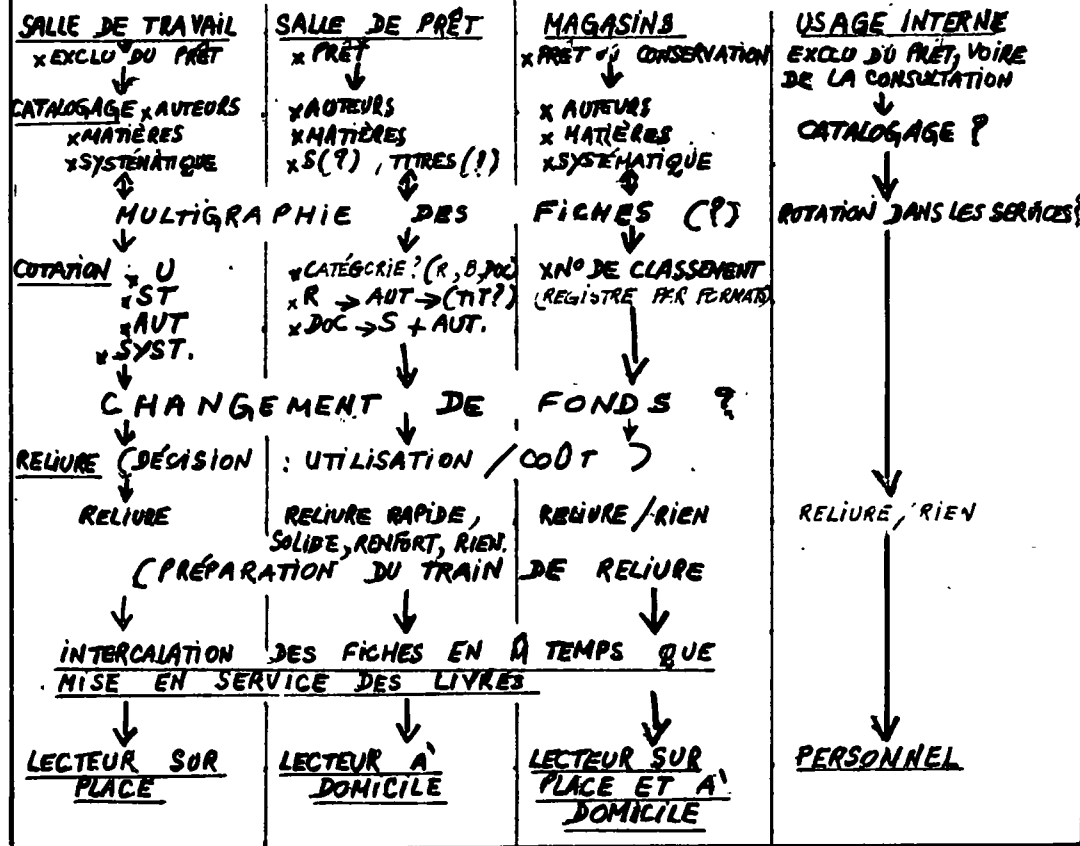 SALLE DE TRAVAIL
x EXCLU DU PRÊT
CATALOGAGE x AUTEURS
x MATIÈRES
x SYSTÉMATIQUE
SALLE DE PRÊT
x PRÊT
x AUTEURS
x MATIÈRES
x S(?), TITRES(!)
MAGASINS
x PRÊT OU CONSERVATION
x AUTEURS
x MATIÈRES
x SYSTÉMATIQUE
USAGE INTERNE
EXCLU DU PRÊT, VOIRE
DE LA CONSULTATION
CATALOGAGE ?
ROTATION DANS LES SERVICES?
MULTIGRAPHIE DES FICHES (?)
COTATION x U
x ST
x AUT
x SYST.
x CATÉGORIE? (R, B, DOC)
x R → AUT → (TIT?)
x DOC → S + AUT.
x N° DE CLASSEMENT
(REGISTRE PAR FORMATS)
CHANGEMENT DE FONDS ?
RELIURE (DÉCISION : UTILISATION / COÛT )
RELIURE
RELIURE RAPIDE,
SOLIDE, RENFORT, RIEN.
RELIURE / RIEN
RELIURE / RIEN
(PRÉPARATION DU TRAIN DE RELIURE
INTERCALATION DES FICHES EN M TEMPS QUE
MISE EN SERVICE DES LIVRES
LECTEUR SUR
PLACE
LECTEUR À
DOMICILE
LECTEUR SUR
PLACE ET À
DOMICILE
PERSONNEL